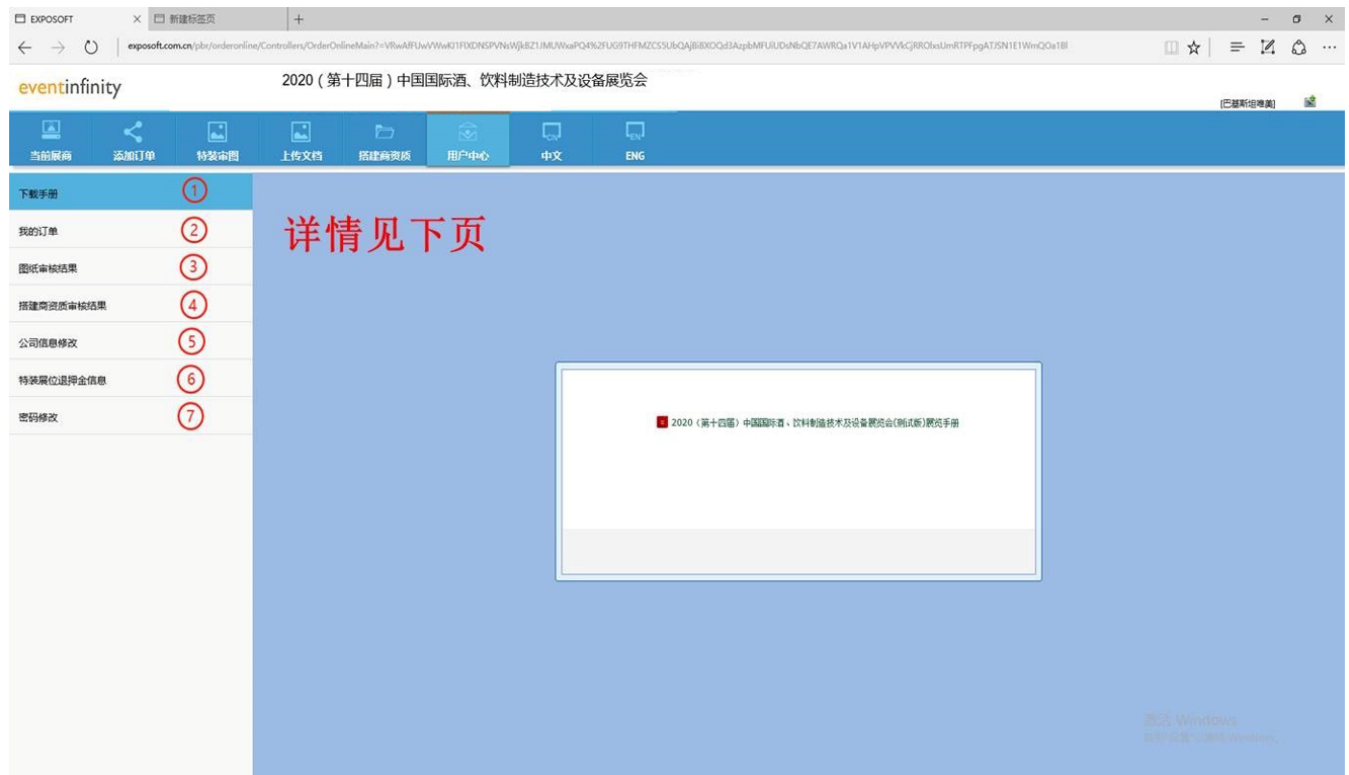 EXPOSOFT
新建标签页
exposoft.com.cn/pbr/orderonline/Controllers/OrderOnlineMain?
eventinfinity
2020（第十四届）中国国际酒、饮料制造技术及设备展览会
[巴基斯坦唯美]
当前展商 添加订单 特装审图 上传文档 搭建商资质 用户中心 中文 ENG
CN
EN
下载手册 ①
我的订单 ②
详情见下页
图纸审核结果 ③
搭建商资质审核结果 ④
公司信息修改 ⑤
特装展位退押金信息 ⑥
密码修改 ⑦
2020（第十四届）中国国际酒、饮料制造技术及设备展览会(测试版)展览手册
激活 Windows